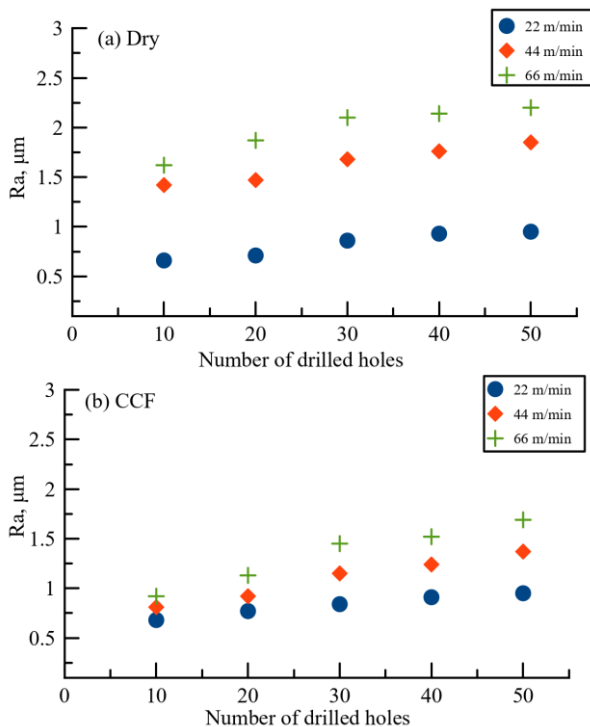 (a) Dry
22 m/min
44 m/min
66 m/min
3
2.5
2
1.5
1
0.5
Ra, μm
0 10 20 30 40 50
Number of drilled holes
(b) CCF
22 m/min
44 m/min
66 m/min
3
2.5
2
1.5
1
0.5
Ra, μm
0 10 20 30 40 50
Number of drilled holes